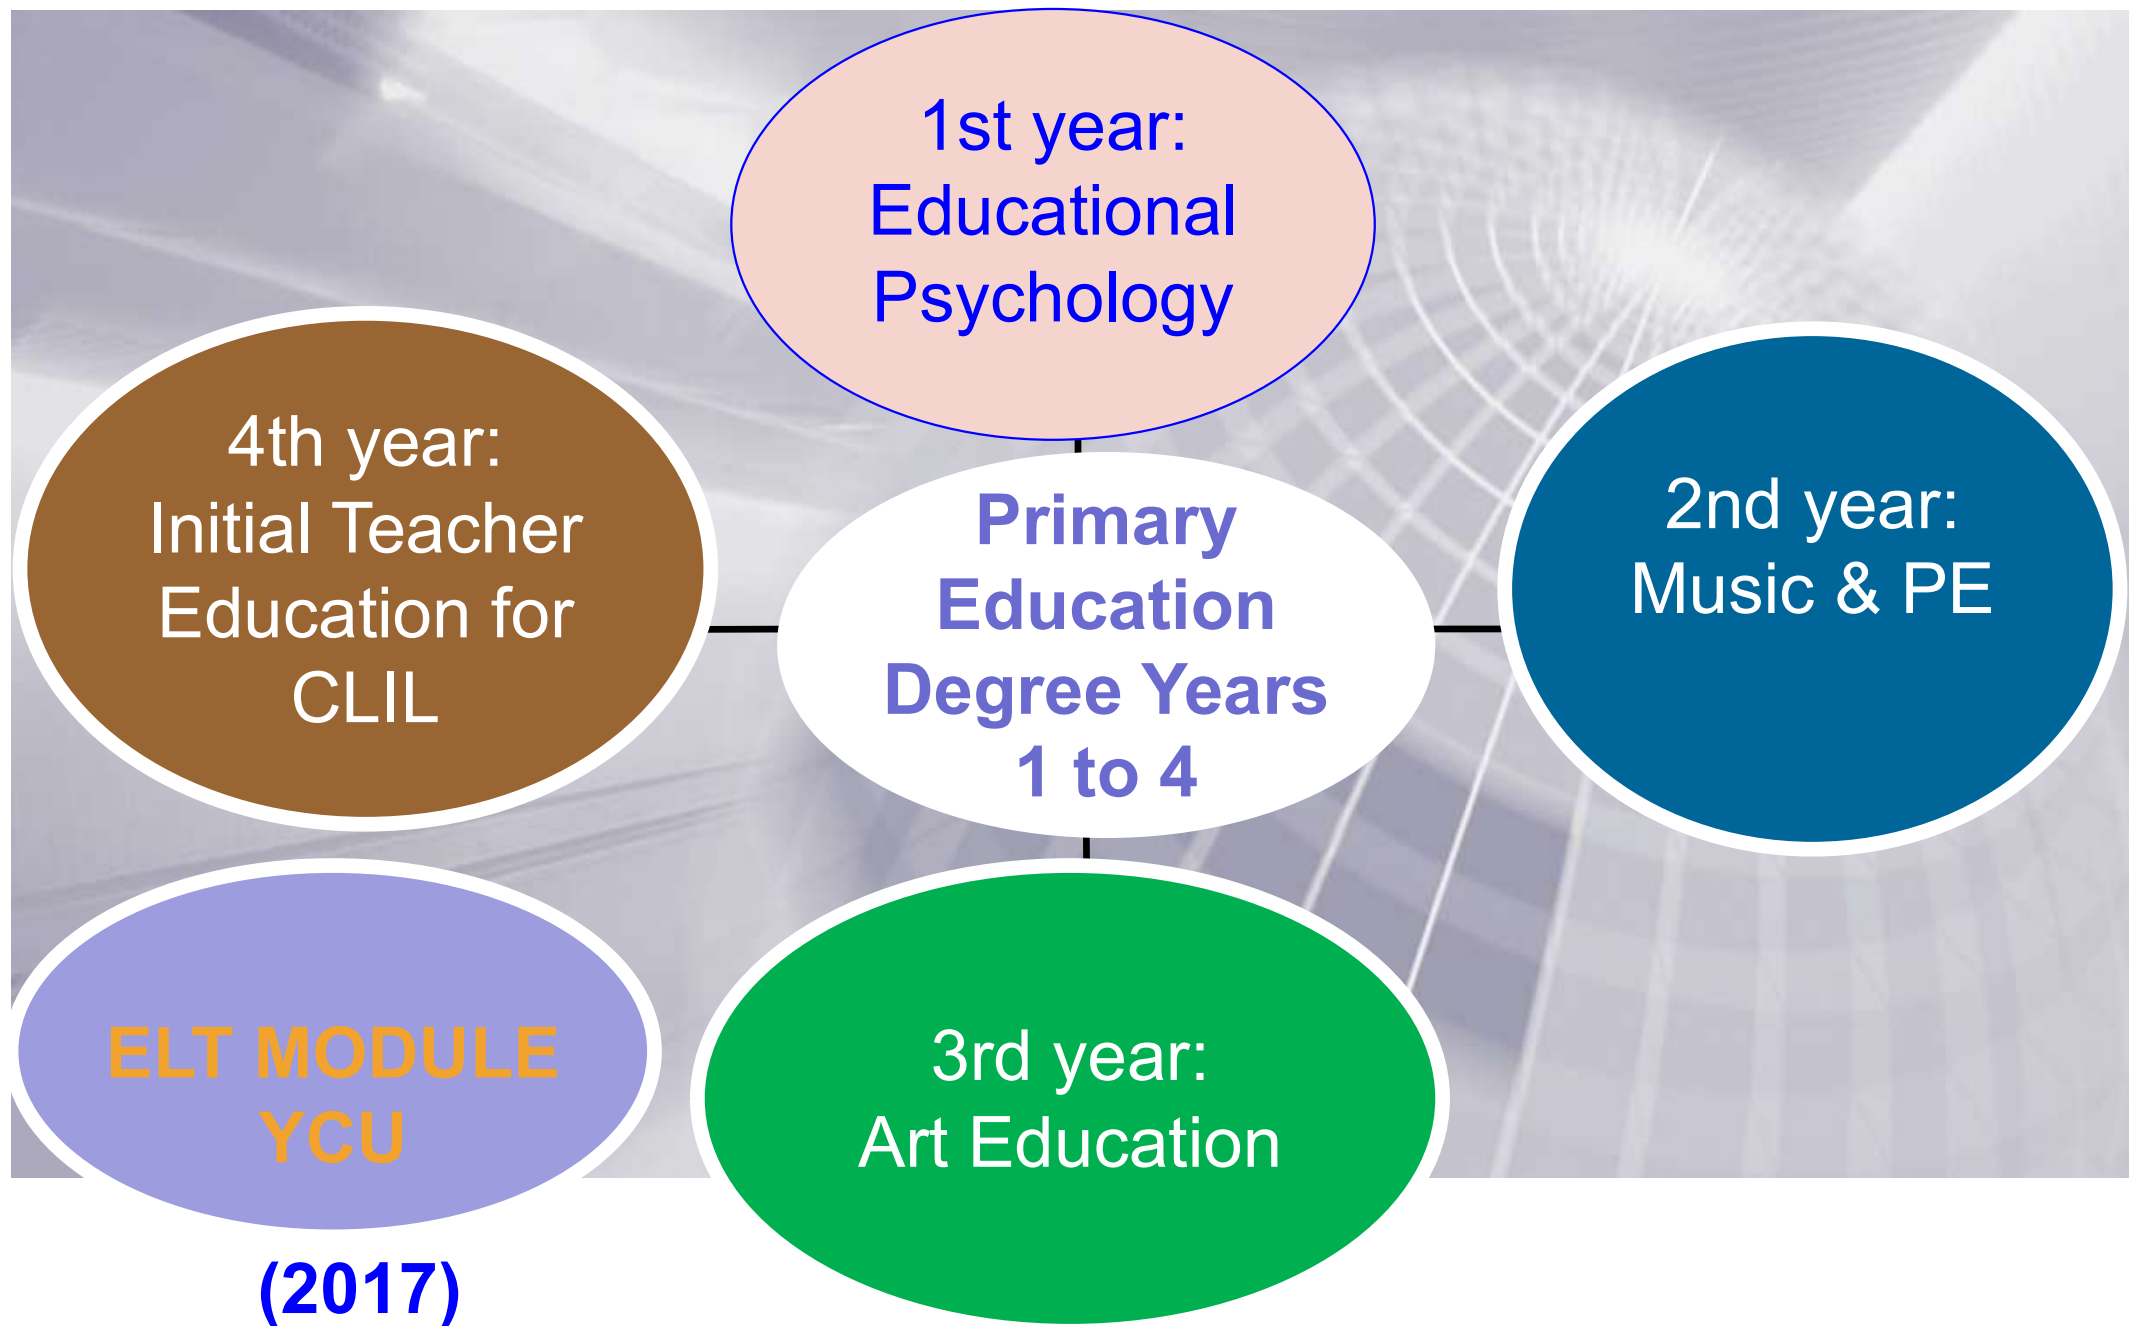 1st year:
Educational
Psychology
4th year:
Initial Teacher
Education for
CLIL
Primary
Education
Degree Years
1 to 4
2nd year:
Music & PE
ELT MODULE
YCU
(2017)
3rd year:
Art Education